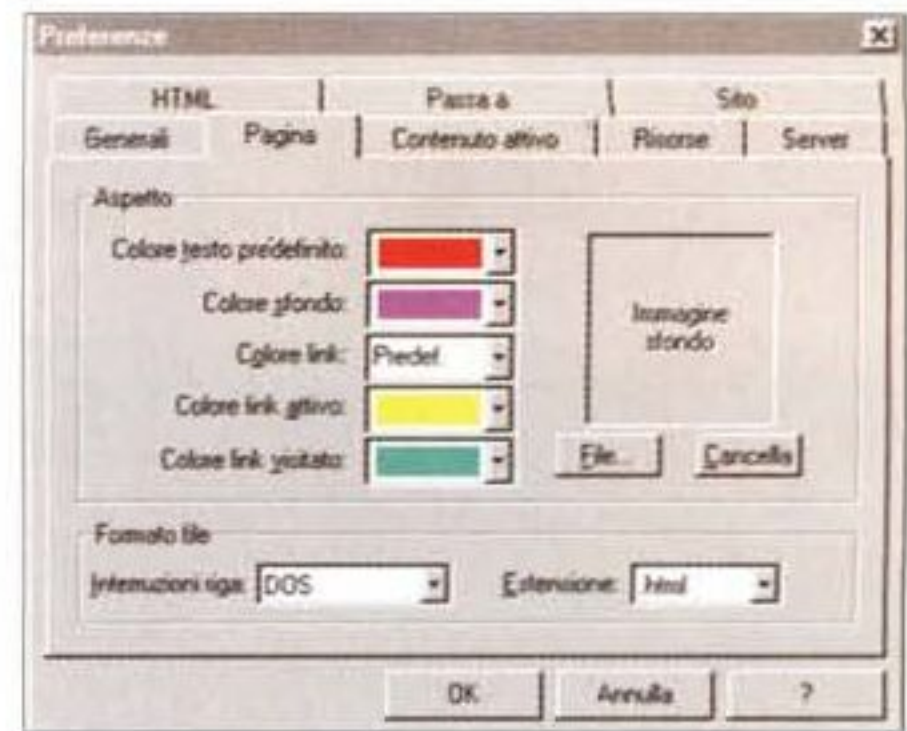 Preferenze
HTML Passa a Sito
Generali Pagina Contenuto attivo Risorse Server
Aspetto
Colore testo predefinito:
Colore sfondo:
Colore link: Predef.
Colore link attivo:
Colore link visitato:
Immagine
sfondo
File... Cancella
Formato file
Interruzioni riga: DOS Estensione: .html
OK Annulla ?